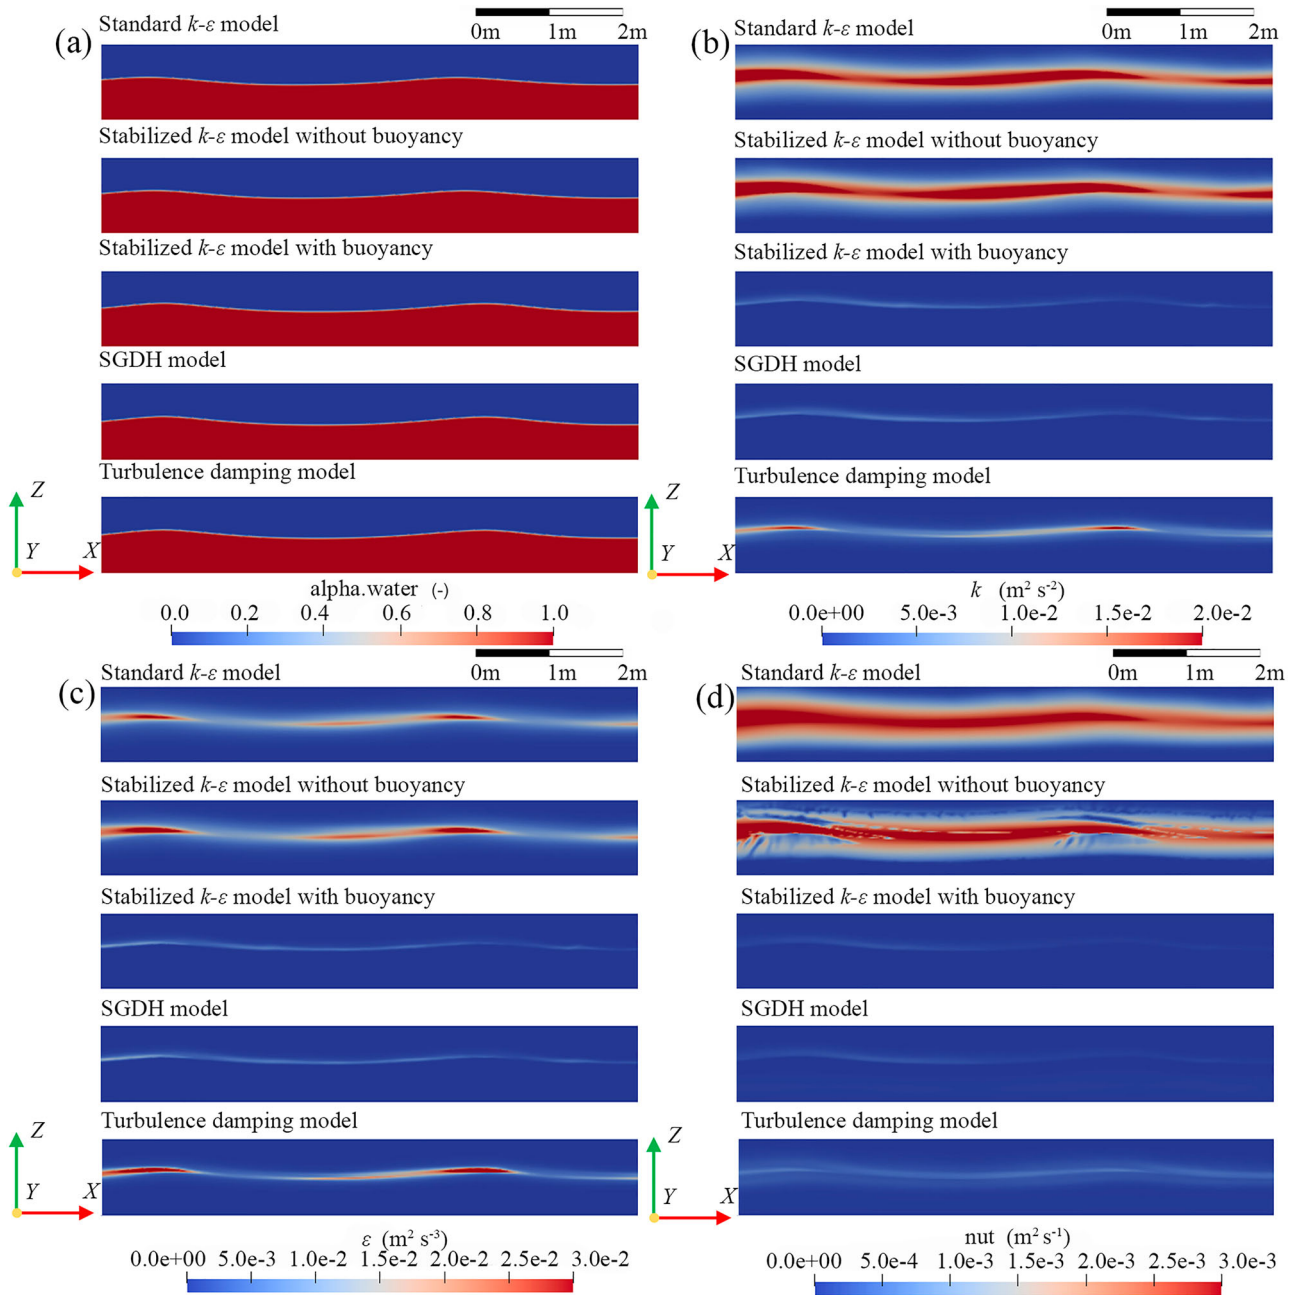 (a)
Standard k-ε model
0m 1m 2m
Stabilized k-ε model without buoyancy
Stabilized k-ε model with buoyancy
SGDH model
Turbulence damping model
Z
Y X
alpha.water (-)
0.0 0.2 0.4 0.6 0.8 1.0
(b)
Standard k-ε model
0m 1m 2m
Stabilized k-ε model without buoyancy
Stabilized k-ε model with buoyancy
SGDH model
Turbulence damping model
Z
Y X
k (m² s⁻²)
0.0e+00 5.0e-3 1.0e-2 1.5e-2 2.0e-2
(c)
Standard k-ε model
0m 1m 2m
Stabilized k-ε model without buoyancy
Stabilized k-ε model with buoyancy
SGDH model
Turbulence damping model
Z
Y X
ε (m² s⁻³)
0.0e+00 5.0e-3 1.0e-2 1.5e-2 2.0e-2 2.5e-2 3.0e-2
(d)
Standard k-ε model
0m 1m 2m
Stabilized k-ε model without buoyancy
Stabilized k-ε model with buoyancy
SGDH model
Turbulence damping model
Z
Y X
nut (m² s⁻¹)
0.0e+00 5.0e-4 1.0e-3 1.5e-3 2.0e-3 2.5e-3 3.0e-3